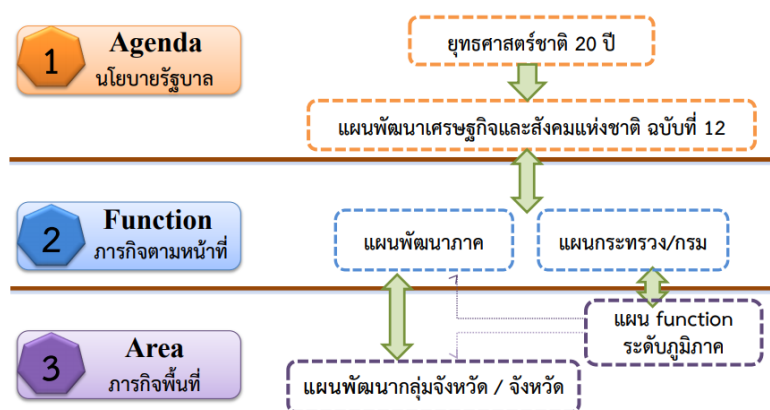 1
Agenda
นโยบายรัฐบาล
ยุทธศาสตร์ชาติ 20 ปี
แผนพัฒนาเศรษฐกิจและสังคมแห่งชาติ ฉบับที่ 12
2
Function
ภารกิจตามหน้าที่
แผนพัฒนาภาค
แผนกระทรวง/กรม
3
Area
ภารกิจพื้นที่
แผน function
ระดับภูมิภาค
แผนพัฒนากลุ่มจังหวัด / จังหวัด